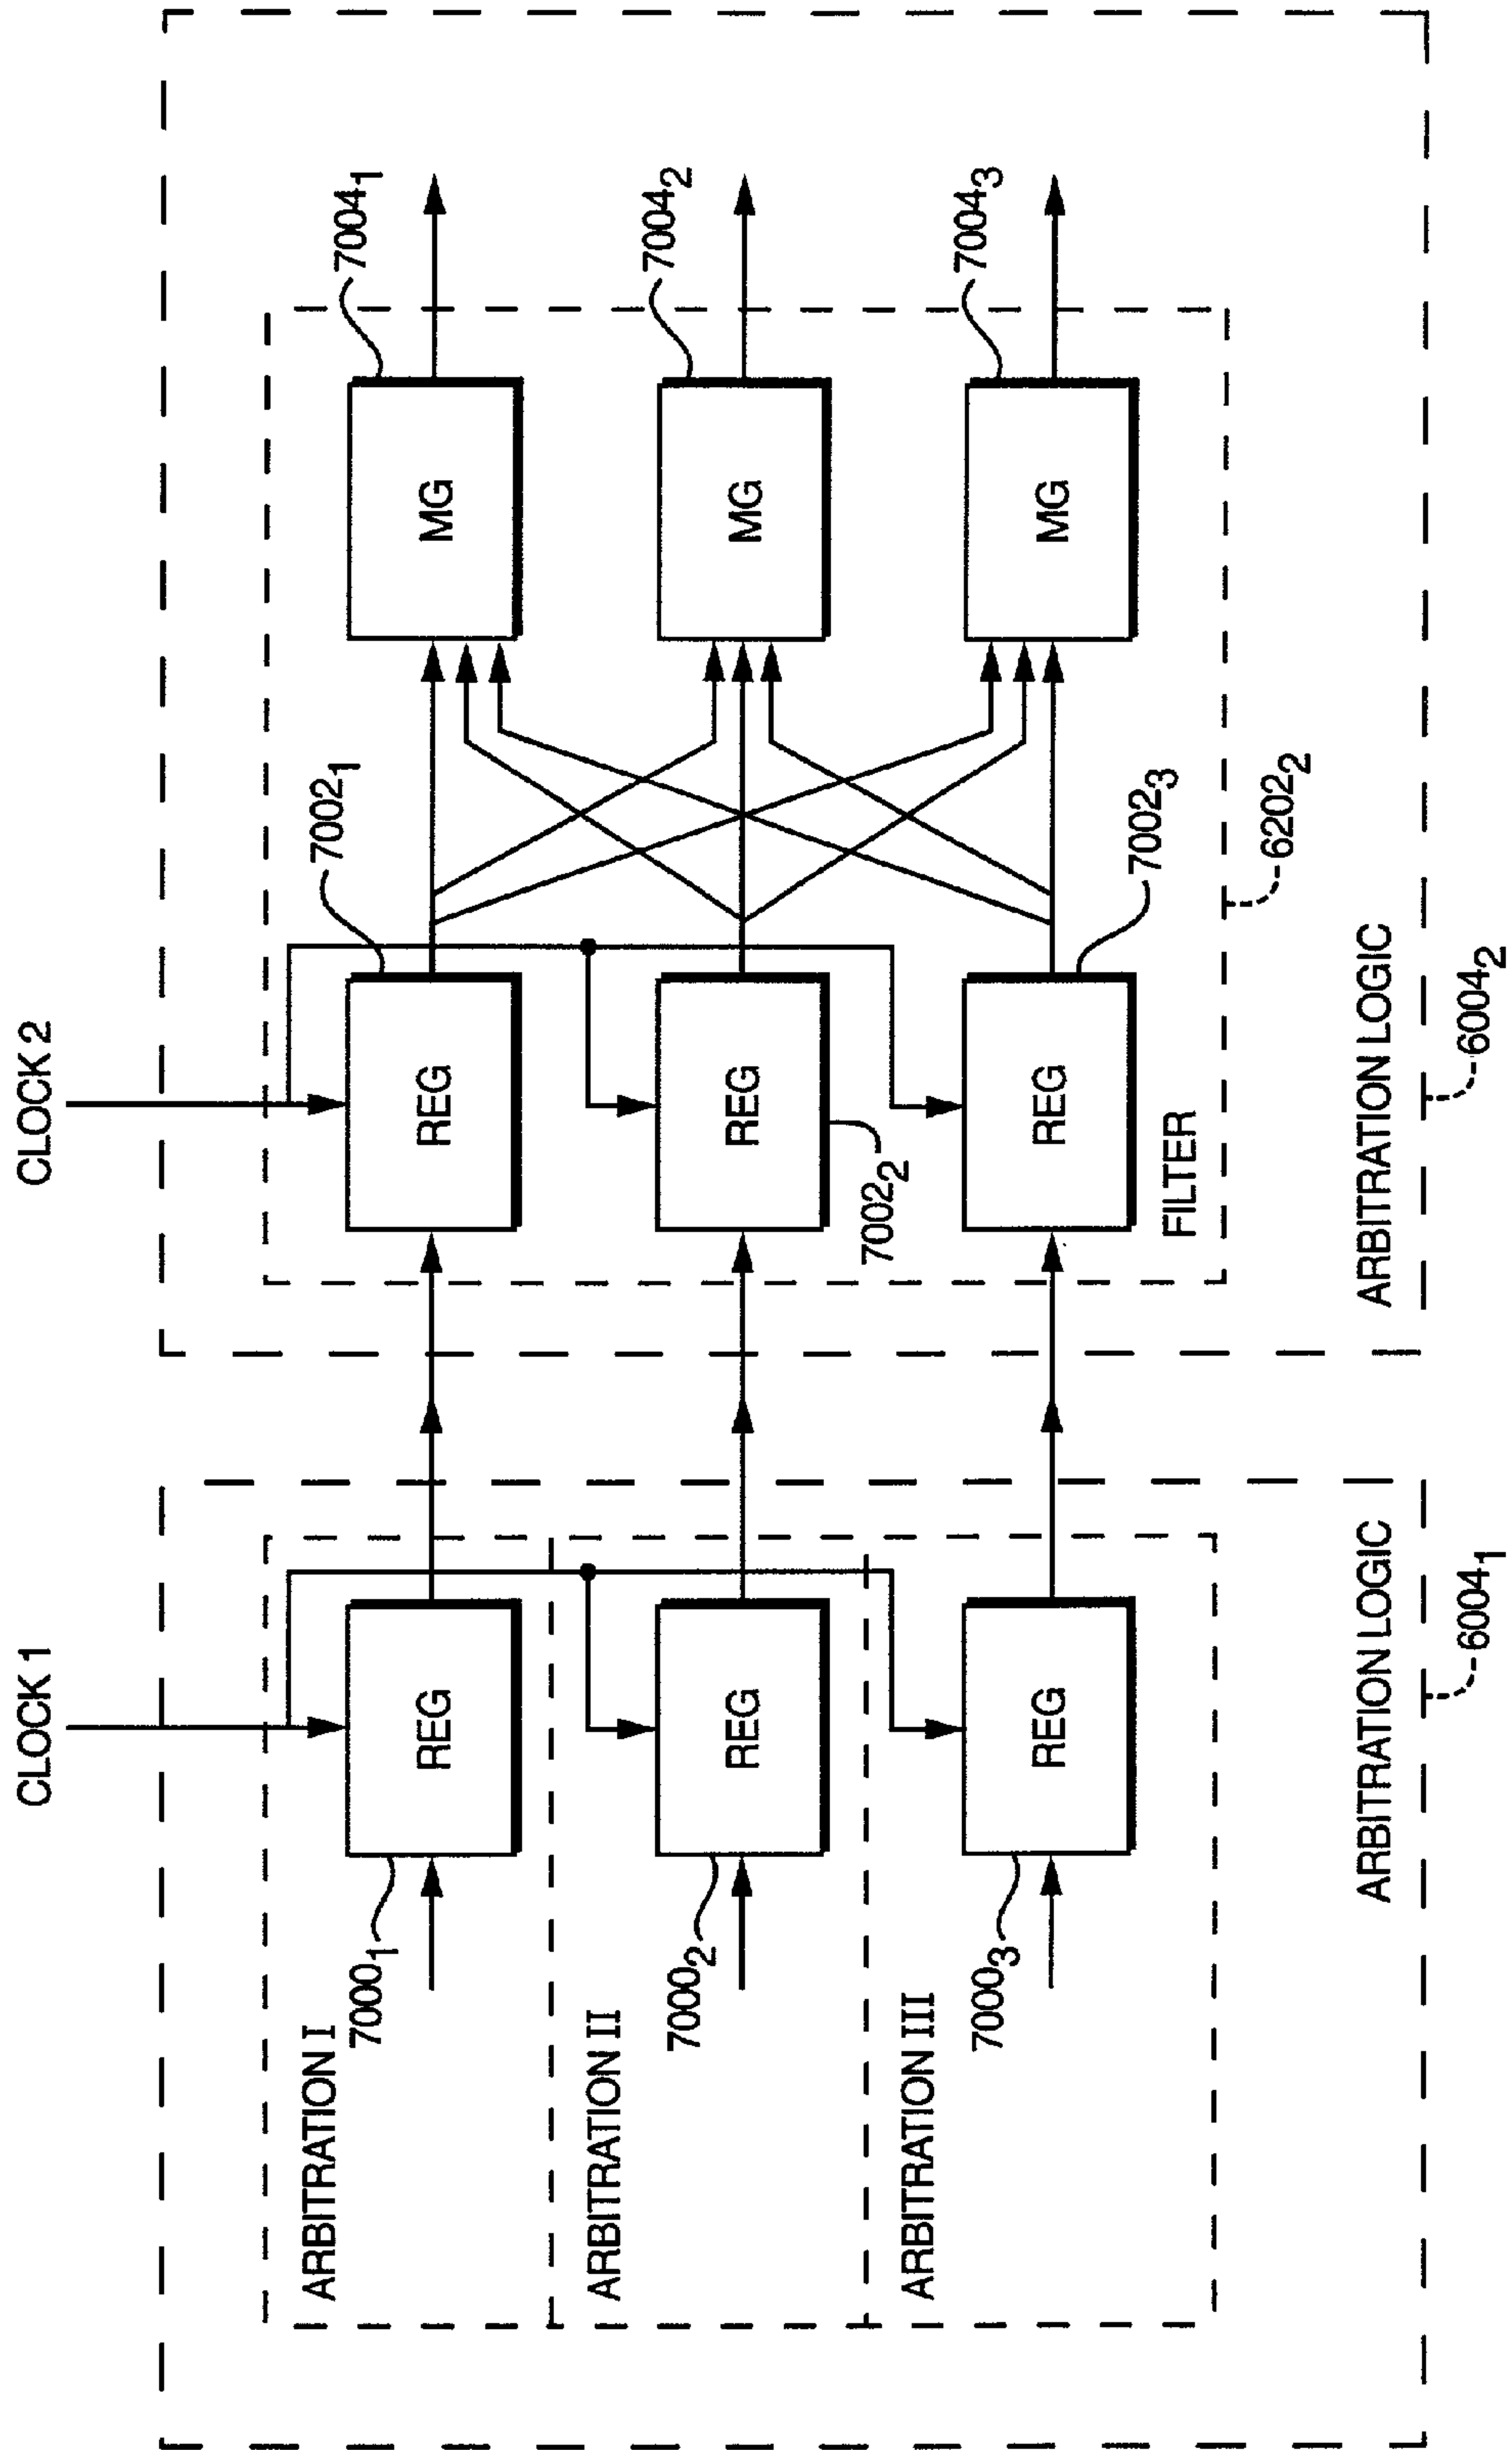 CLOCK 1
CLOCK 2
ARBITRATION I
7000₁
REG
7002₁
REG
7004₁
MG
ARBITRATION II
7000₂
REG
7002₂
REG
7004₂
MG
ARBITRATION III
7000₃
REG
7002₃
REG
7004₃
MG
FILTER
6202₂
ARBITRATION LOGIC
6004₁
ARBITRATION LOGIC
6004₂